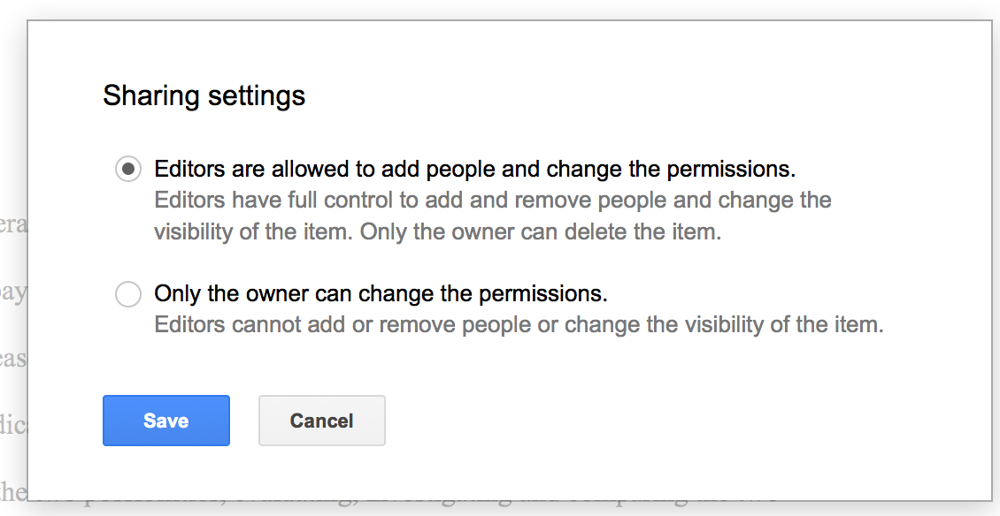 Sharing settings
Editors are allowed to add people and change the permissions.
Editors have full control to add and remove people and change the
visibility of the item. Only the owner can delete the item.
Only the owner can change the permissions.
Editors cannot add or remove people or change the visibility of the item.
Save
Cancel